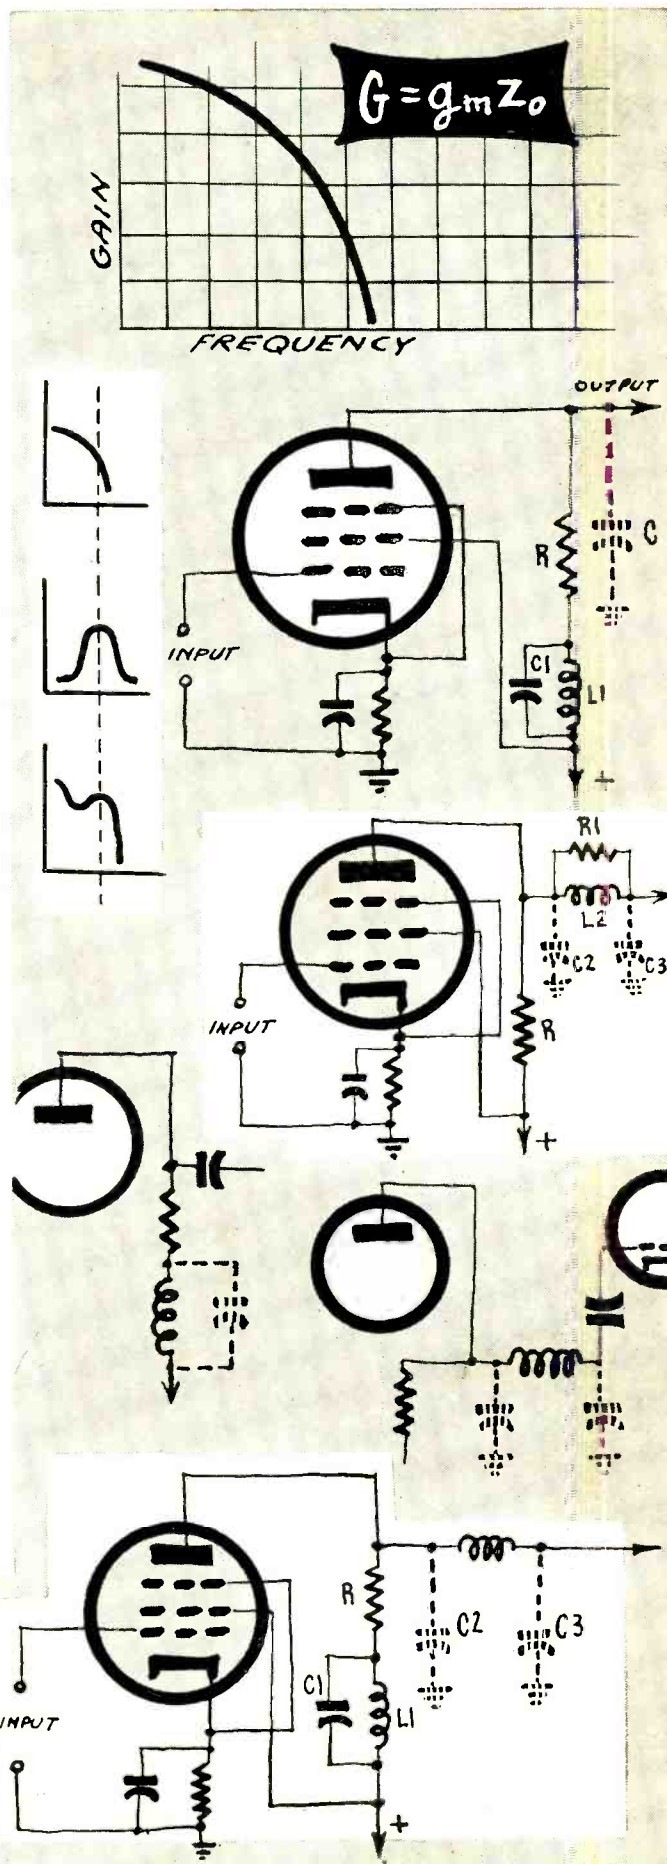 G = gmZo
GAIN
FREQUENCY
OUTPUT
R
C
INPUT
C1
L1
+
R1
L2
C2
C3
INPUT
R
+
R
C2
C3
C1
L1
INPUT
+